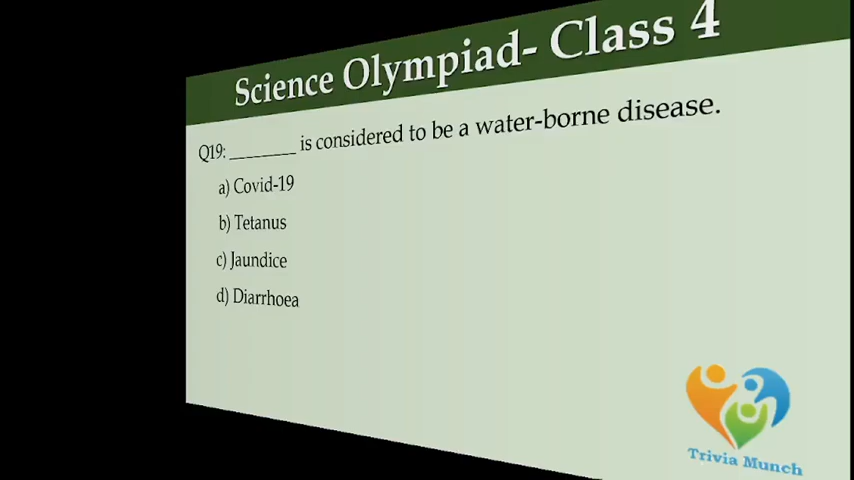 Science Olympiad- Class 4
Q19: ________ is considered to be a water-borne disease.
a) Covid-19
b) Tetanus
c) Jaundice
d) Diarrhoea
Trivia Munch